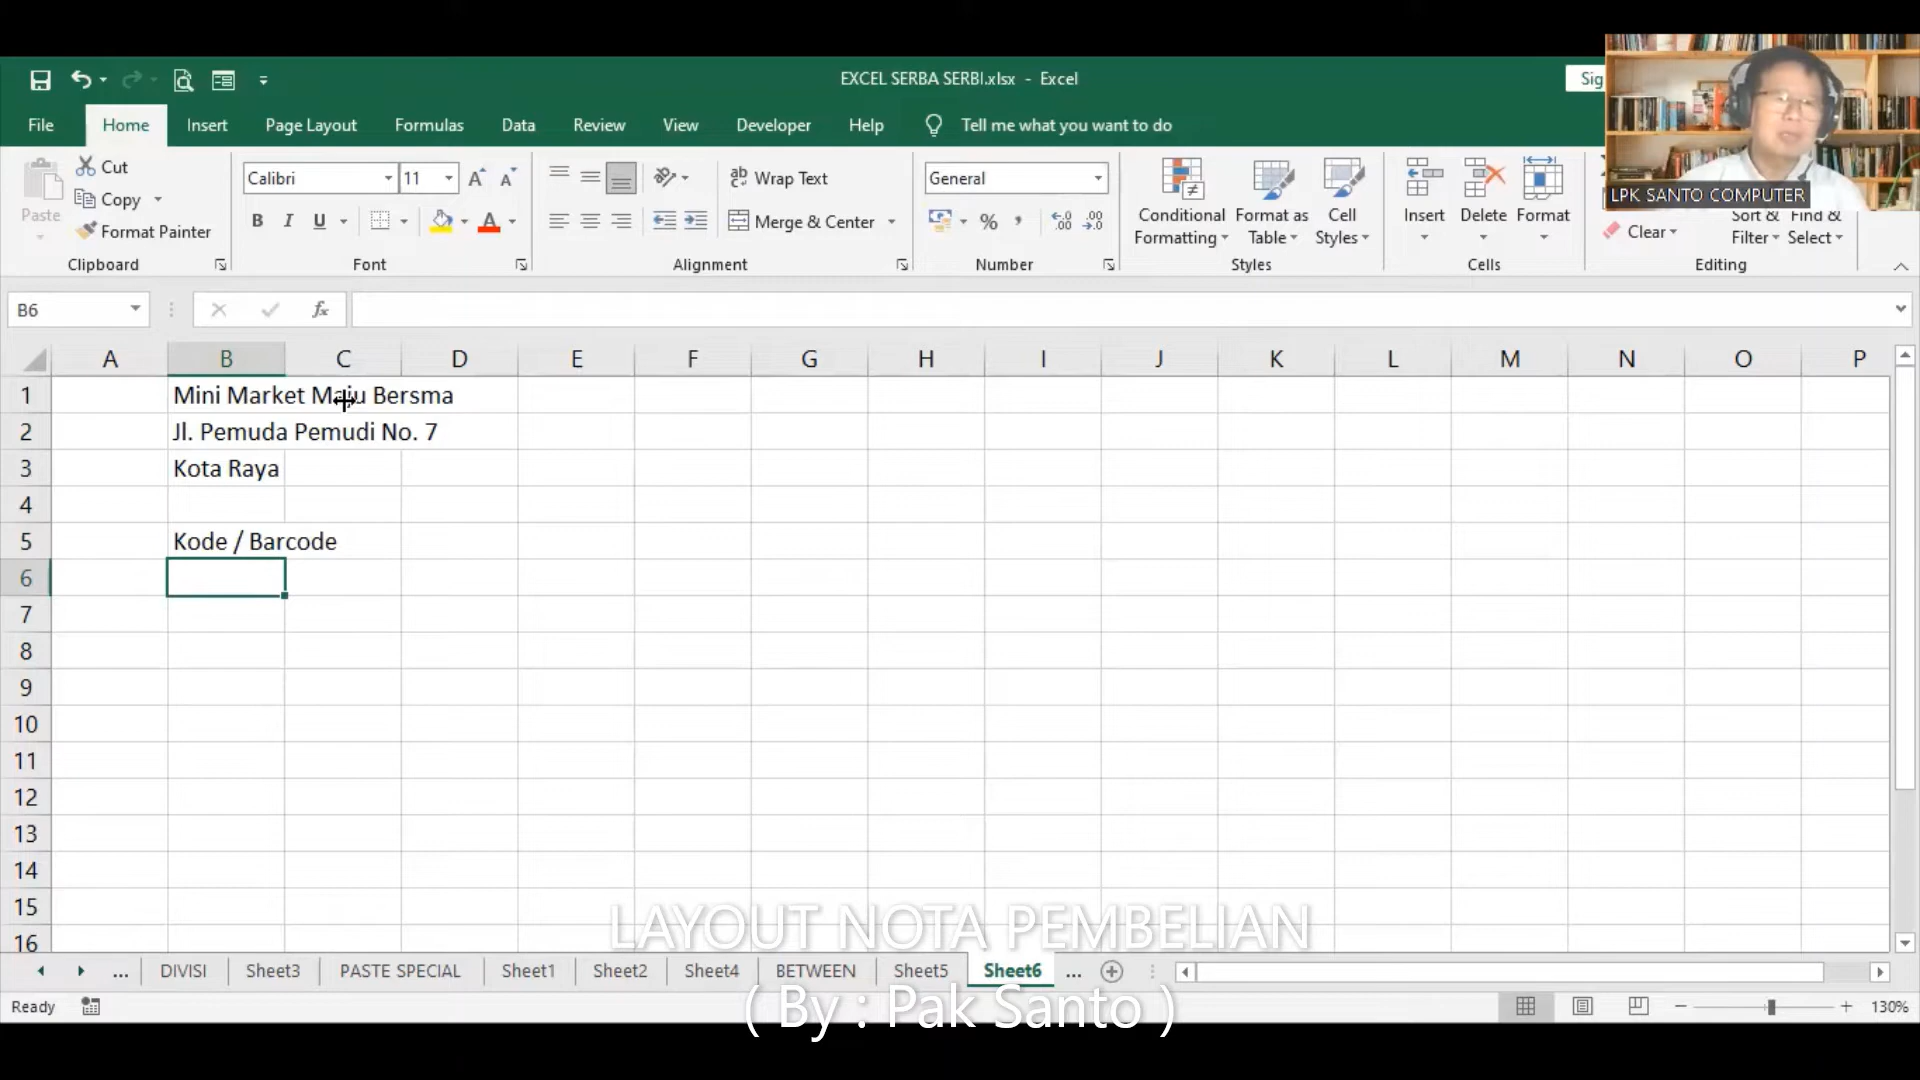 EXCEL SERBA SERBI.xlsx - Excel
Sig
File Home Insert Page Layout Formulas Data Review View Developer Help Tell me what you want to do
LPK SANTO COMPUTER
Paste
Cut
Copy
Format Painter
Clipboard
Calibri 11
B I U A
Font
Wrap Text
Merge & Center
Alignment
General
% ,
Number
Conditional Formatting
Format as Table
Cell Styles
Styles
Insert Delete Format
Cells
Clear
Sort & Filter
Find & Select
Editing
B6
fx
A B C D E F G H I J K L M N O P
1 Mini Market Maju Bersma
2 Jl. Pemuda Pemudi No. 7
3 Kota Raya
4
5 Kode / Barcode
6
7
8
9
10
11
12
13
14
15
16
LAYOUT NOTA PEMBELIAN
... DIVISI Sheet3 PASTE SPECIAL Sheet1 Sheet2 Sheet4 BETWEEN Sheet5 Sheet6 ...
( By : Pak Santo )
Ready
130%